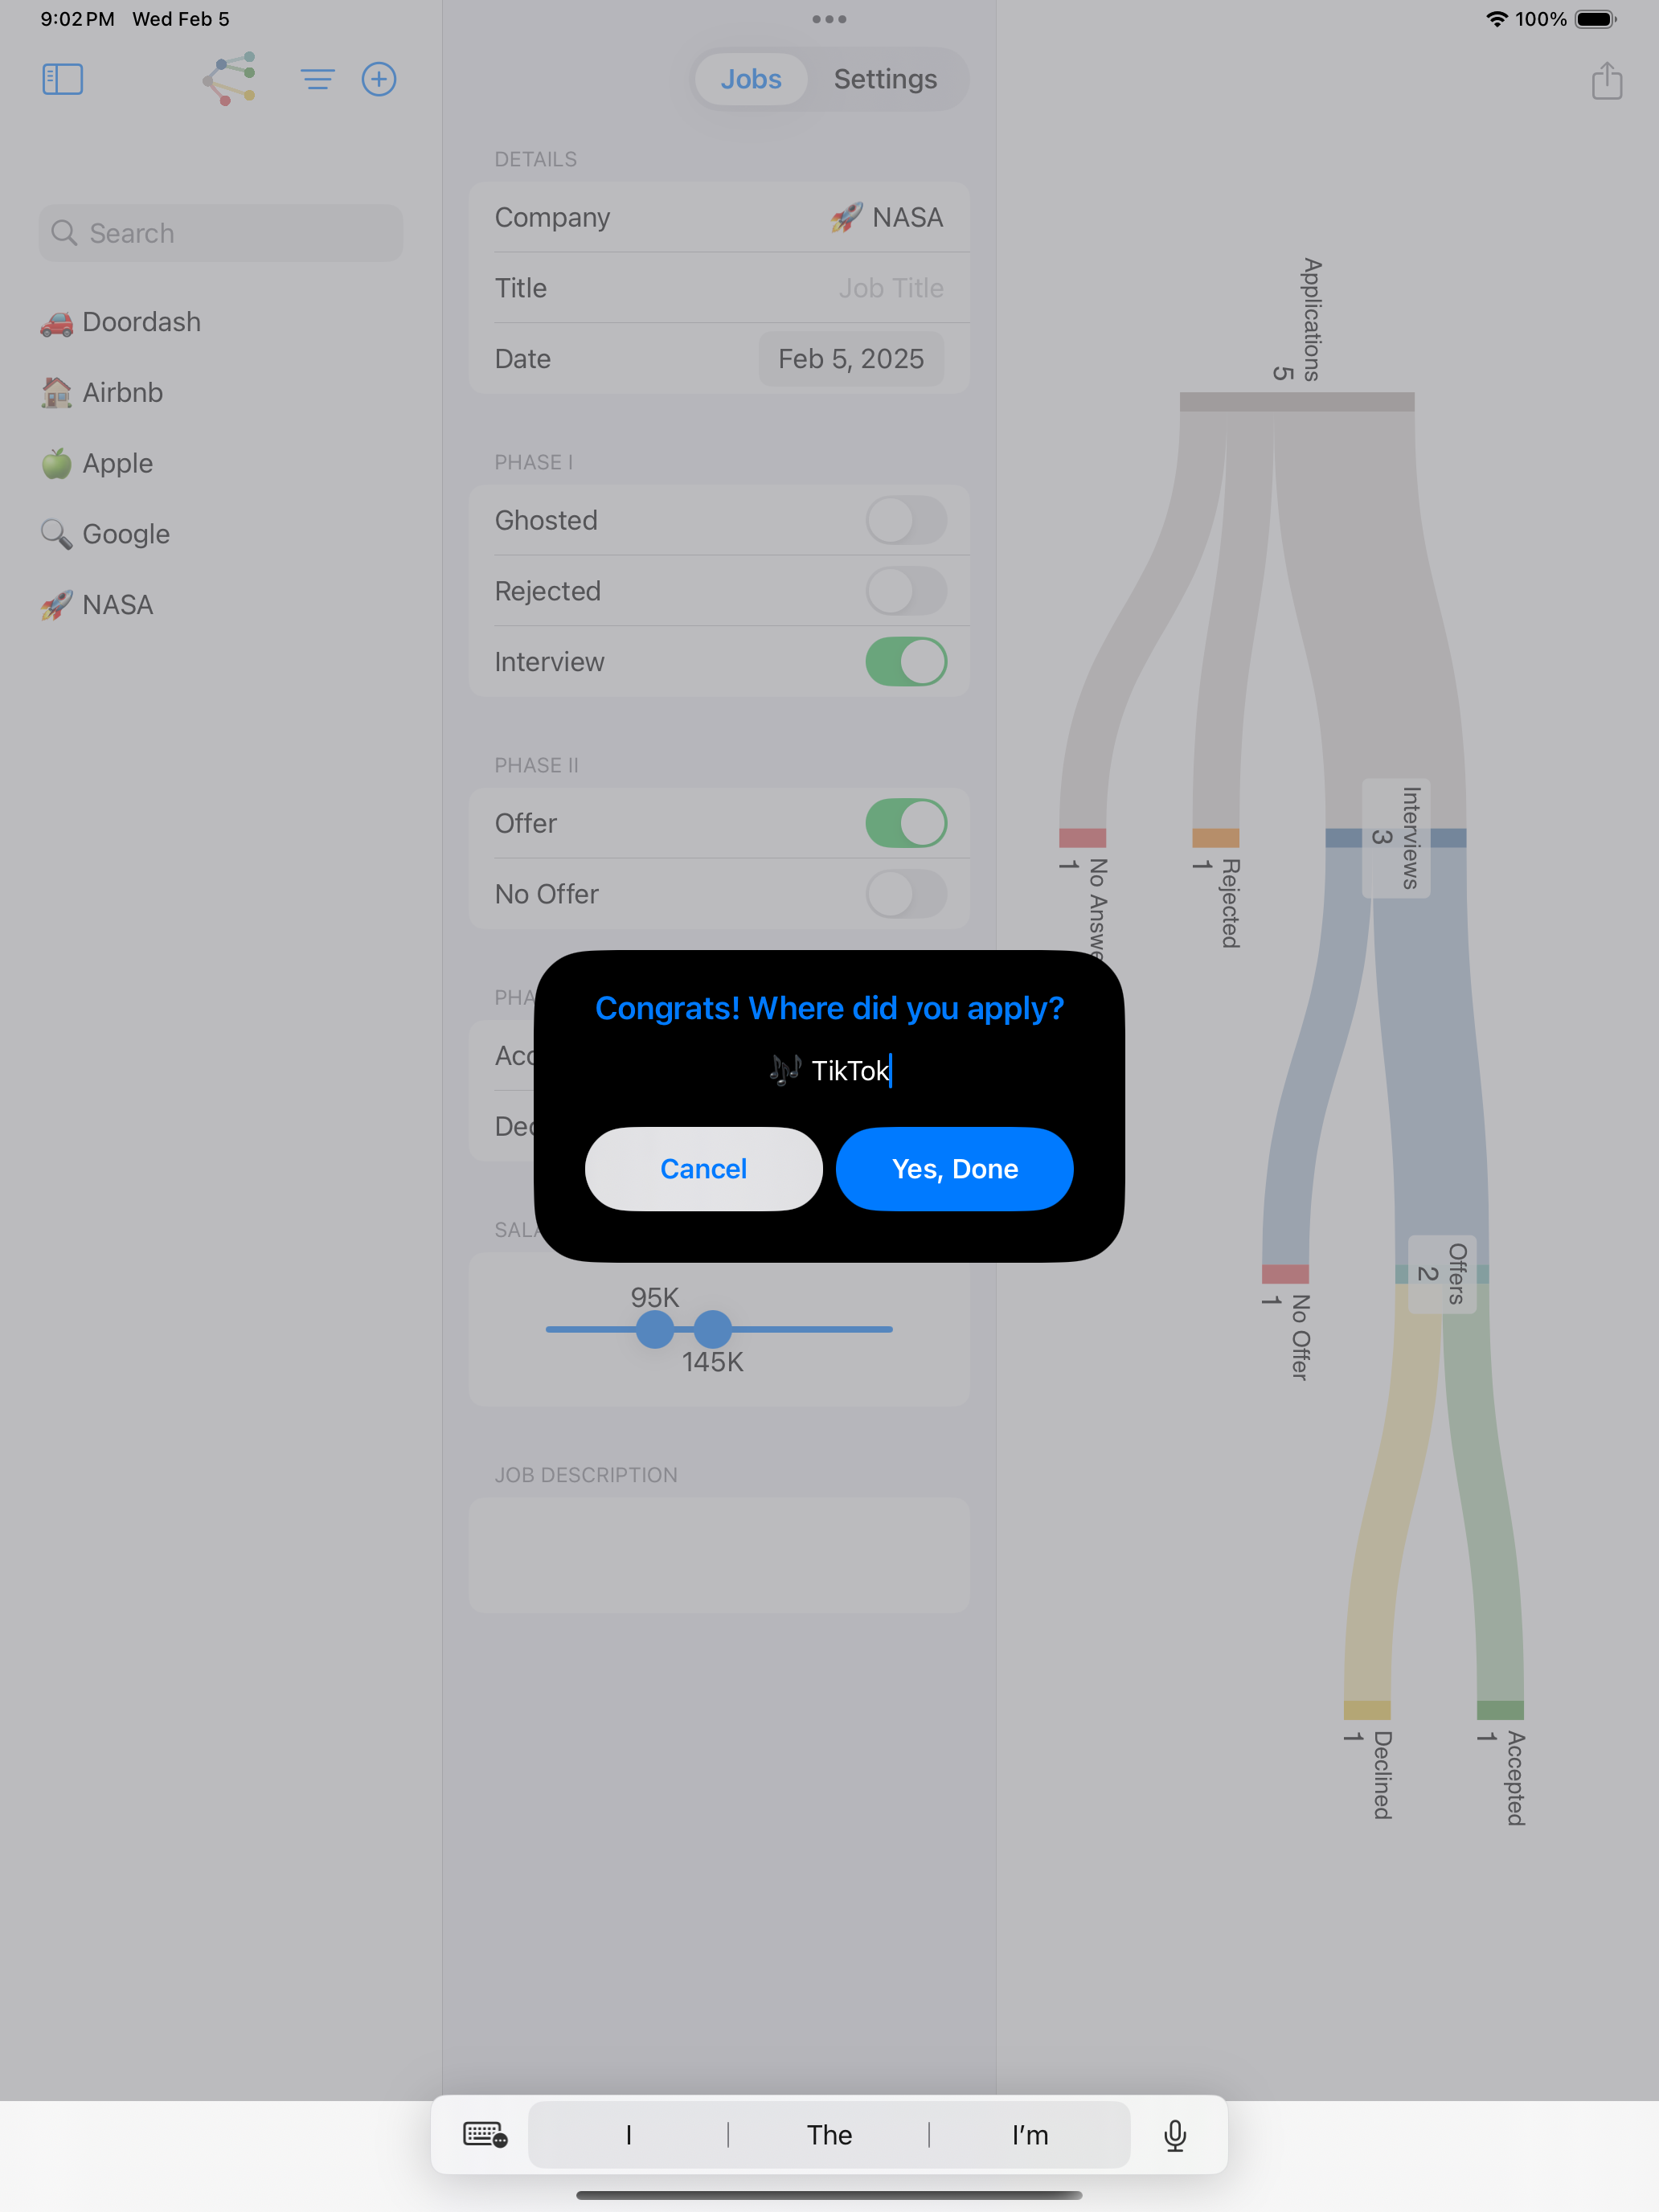 9:02 PM Wed Feb 5
100%
Jobs
Settings
Search
🚗 Doordash
🏠 Airbnb
🍏 Apple
🔍 Google
🚀 NASA
DETAILS
Company 🚀 NASA
Title Job Title
Date Feb 5, 2025
PHASE I
Ghosted
Rejected
Interview
PHASE II
Offer
No Offer
PHA
Acc
Dec
SALA
95K
145K
JOB DESCRIPTION
Congrats! Where did you apply?
🎶 TikTok
Cancel
Yes, Done
Applications
5
No Answe
1
Rejected
1
Interviews
3
No Offer
1
Offers
2
Declined
1
Accepted
1
I
The
I'm